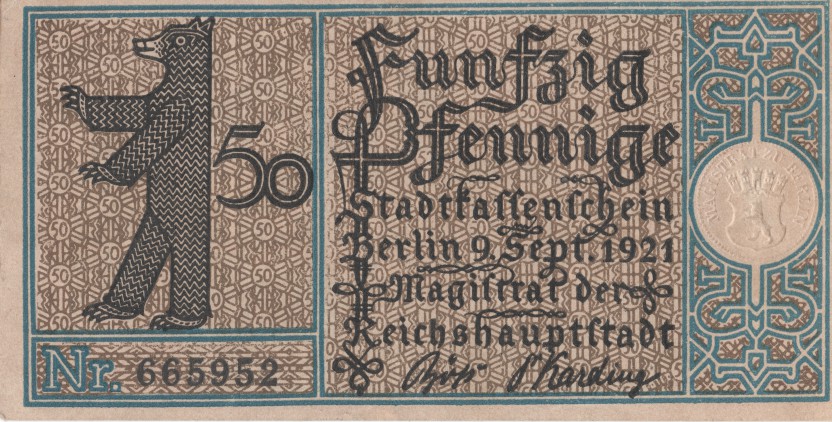 50
Funfzig
Pfennige
Stadtkaſſenſchein
Berlin 9. Sept. 1921
Magiſtrat der
Reichshauptſtadt
Nr. 665952